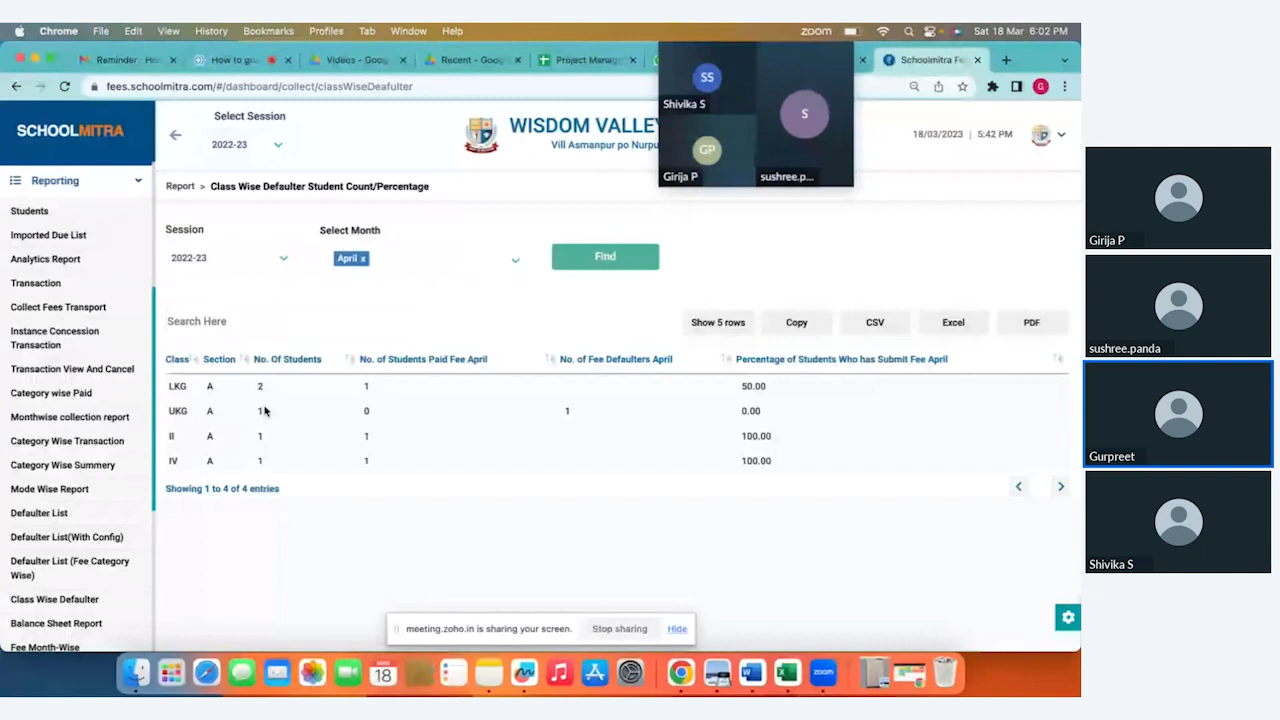 Chrome File Edit View History Bookmarks Profiles Tab Window Help
zoom
Sat 18 Mar 6:02 PM
Videos - Goo
Recent - Goo
Schoolmitra Fe
fees.schoolmitra.com/#/dashboard/collect/classWiseDeafulter
G
SS
Shivika S
GP
Girija P
S
sushree.p...
SCHOOLMITRA
Select Session
2022-23
WISDOM VALLEY
Vill Asmanpur po Nurpu
18/03/2023 | 5:42 PM
Reporting
Students
Imported Due List
Analytics Report
Transaction
Collect Fees Transport
Instance Concession
Transaction
Transaction View And Cancel
Category wise Paid
Monthwise collection report
Category Wise Transaction
Category Wise Summery
Mode Wise Report
Defaulter List
Defaulter List(With Config)
Defaulter List (Fee Category
Wise)
Class Wise Defaulter
Balance Sheet Report
Fee Month-Wise
Report > Class Wise Defaulter Student Count/Percentage
Session
Select Month
2022-23
April x
Find
Search Here
Show 5 rows Copy CSV Excel PDF
Class Section No. Of Students No. of Students Paid Fee April No. of Fee Defaulters April Percentage of Students Who has Submit Fee April
LKG A 2 1 50.00
UKG A 1 0 1 0.00
II A 1 1 100.00
IV A 1 1 100.00
Showing 1 to 4 of 4 entries
meeting.zoho.in is sharing your screen. Stop sharing Hide
18
zoom
Girija P
sushree.panda
Gurpreet
Shivika S